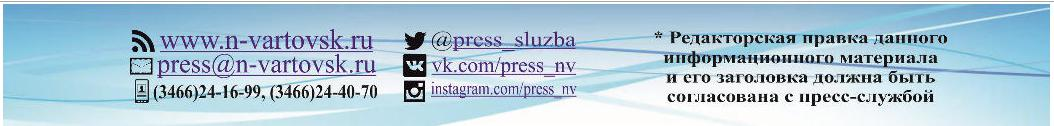 www.n-vartovsk.ru
press@n-vartovsk.ru
(3466)24-16-99, (3466)24-40-70
@press_sluzba
vk.com/press_nv
instagram.com/press_nv
* Редакторская правка данного
информационного материала
и его заголовка должна быть
согласована с пресс-службой